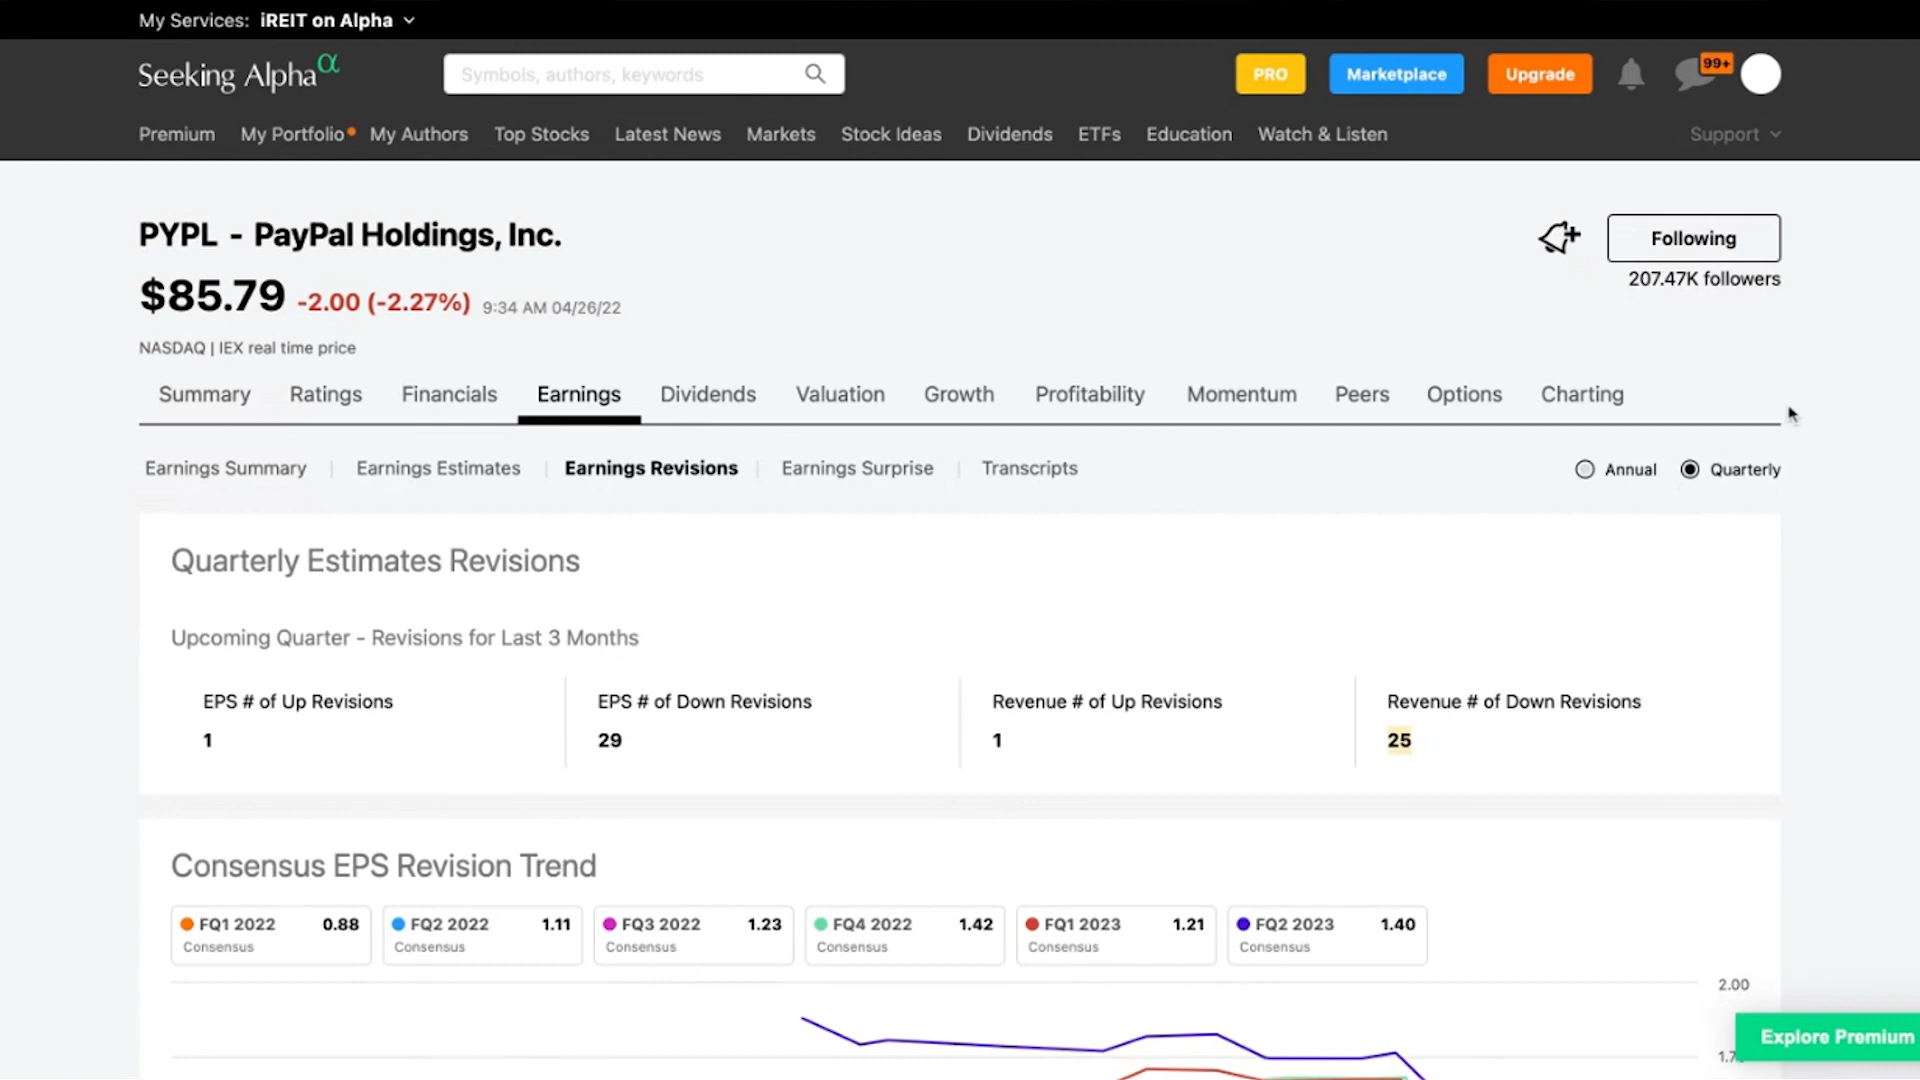 My Services: iREIT on Alpha
Seeking Alpha α
Symbols, authors, keywords
PRO
Marketplace
Upgrade
99+
Premium My Portfolio My Authors Top Stocks Latest News Markets Stock Ideas Dividends ETFs Education Watch & Listen Support
PYPL - PayPal Holdings, Inc.
Following
207.47K followers
$85.79 -2.00 (-2.27%) 9:34 AM 04/26/22
NASDAQ | IEX real time price
Summary Ratings Financials Earnings Dividends Valuation Growth Profitability Momentum Peers Options Charting
Earnings Summary | Earnings Estimates | Earnings Revisions | Earnings Surprise | Transcripts Annual Quarterly
Quarterly Estimates Revisions
Upcoming Quarter - Revisions for Last 3 Months
EPS # of Up Revisions EPS # of Down Revisions Revenue # of Up Revisions Revenue # of Down Revisions
1 29 1 25
Consensus EPS Revision Trend
FQ1 2022 0.88 FQ2 2022 1.11 FQ3 2022 1.23 FQ4 2022 1.42 FQ1 2023 1.21 FQ2 2023 1.40
Consensus Consensus Consensus Consensus Consensus Consensus
2.00
Explore Premium